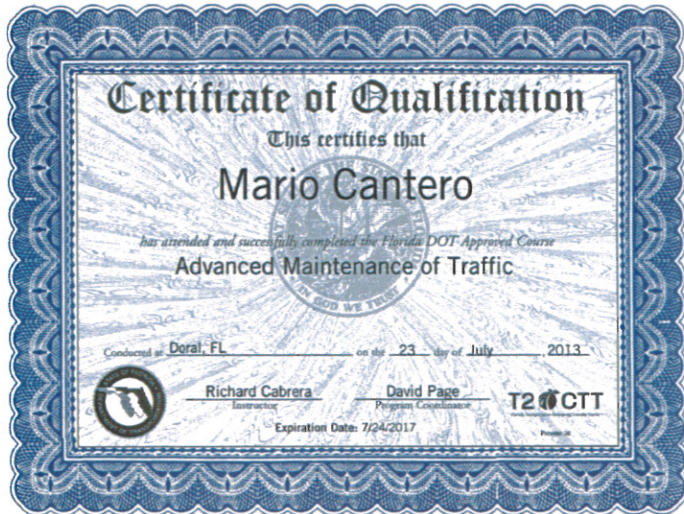 Certificate of Qualification
This certifies that
Mario Cantero
has attended and successfully completed the Florida DOT Approved Course
Advanced Maintenance of Traffic
IN GOD WE TRUST
Conducted at Doral, FL on the 23 day of July, 2013
Richard Cabrera David Page
Instructor Program Coordinator
T2 CTT
Expiration Date: 7/24/2017